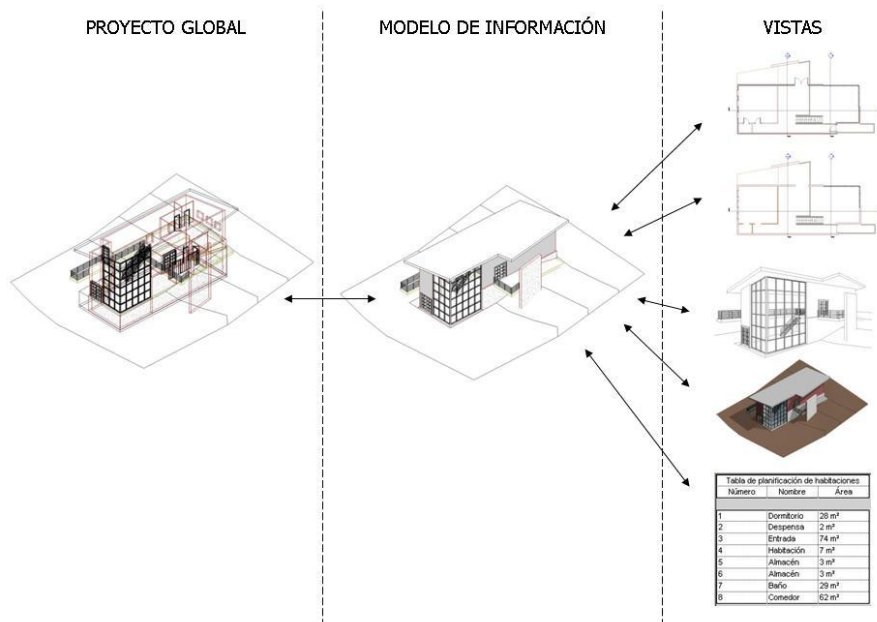 PROYECTO GLOBAL
MODELO DE INFORMACIÓN
VISTAS
Tabla de planificación de habitaciones
Número Nombre Área
1 Dormitorio 28 m²
2 Despensa 2 m²
3 Entrada 74 m²
4 Habitación 7 m²
5 Almacén 3 m²
6 Almacén 3 m²
7 Baño 29 m²
8 Comedor 62 m²